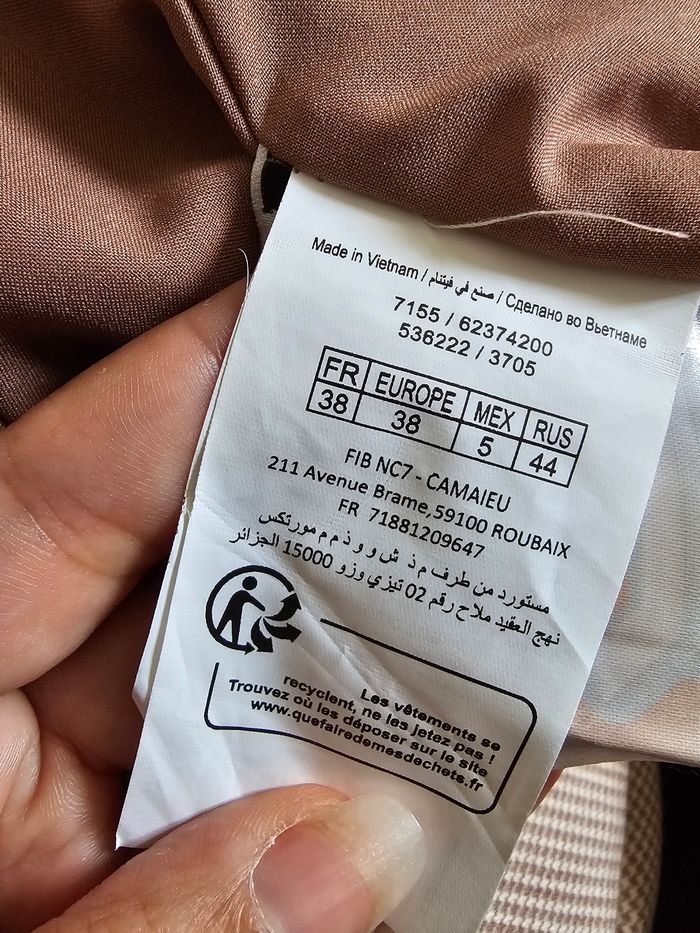 Made in Vietnam / صنع في فيتنام / Сделано во Вьетнаме
7155 / 62374200
536222 / 3705
FR EUROPE MEX RUS
38 38 5 44
FIB NC7 - CAMAIEU
211 Avenue Brame,59100 ROUBAIX
FR 71881209647
مستورد من طرف م ذ ش و و ذ م م مورتكس
نهج العقيد ملاح رقم 02 تيزي وزو 15000 الجزائر
Les vêtements se
recyclent, ne les jetez pas !
Trouvez où les déposer sur le site
www.quefairedemesdechets.fr